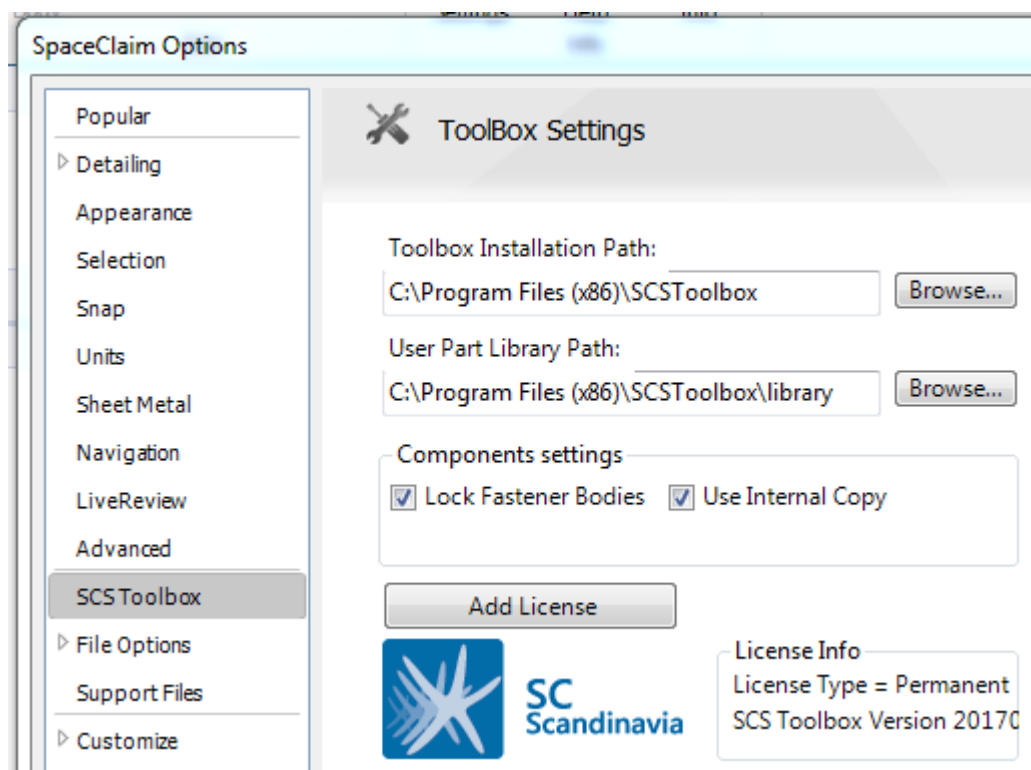 SpaceClaim Options
Popular
Detailing
Appearance
Selection
Snap
Units
Sheet Metal
Navigation
LiveReview
Advanced
SCS Toolbox
File Options
Support Files
Customize
ToolBox Settings
Toolbox Installation Path:
C:\Program Files (x86)\SCSToolbox
Browse...
User Part Library Path:
C:\Program Files (x86)\SCSToolbox\library
Browse...
Components settings
Lock Fastener Bodies
Use Internal Copy
Add License
SC
Scandinavia
License Info
License Type = Permanent
SCS Toolbox Version 20170